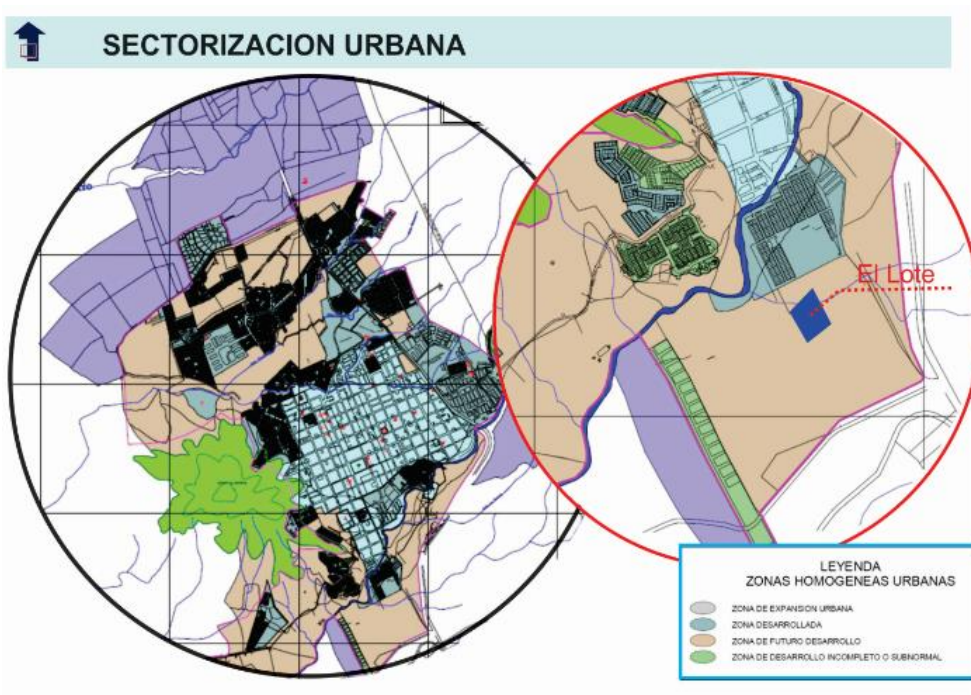 SECTORIZACION URBANA
El Lote
LEYENDA
ZONAS HOMOGENEAS URBANAS
ZONA DE EXPANSION URBANA
ZONA DESARROLLADA
ZONA DE FUTURO DESARROLLO
ZONA DE DESARROLLO INCOMPLETO O SUBNORMAL